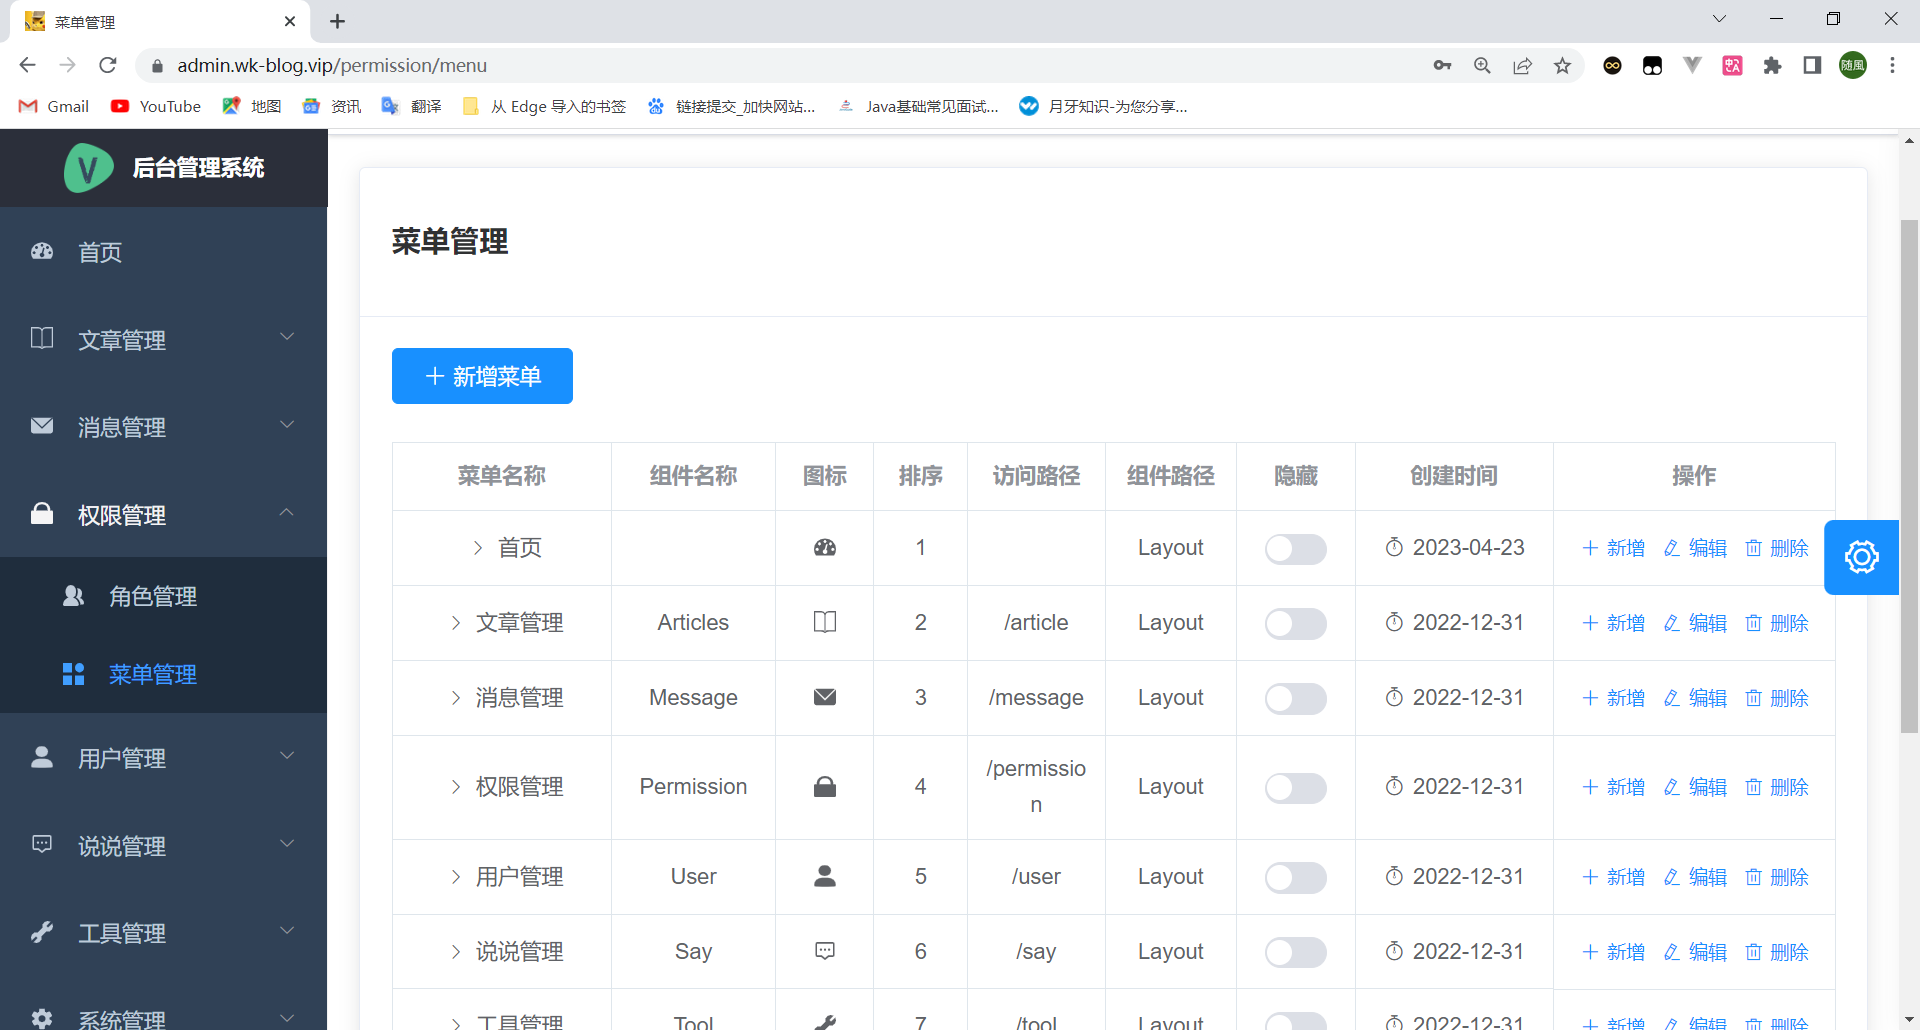 菜单管理
admin.wk-blog.vip/permission/menu
随風
Gmail
YouTube
地图
资讯
翻译
从 Edge 导入的书签
链接提交_加快网站...
Java基础常见面试...
月牙知识-为您分享...
后台管理系统
首页
文章管理
消息管理
权限管理
角色管理
菜单管理
用户管理
说说管理
工具管理
系统管理
菜单管理
新增菜单
菜单名称 组件名称 图标 排序 访问路径 组件路径 隐藏 创建时间 操作
首页 1 Layout 2023-04-23 新增 编辑 删除
文章管理 Articles 2 /article Layout 2022-12-31 新增 编辑 删除
消息管理 Message 3 /message Layout 2022-12-31 新增 编辑 删除
权限管理 Permission 4 /permissio
n Layout 2022-12-31 新增 编辑 删除
用户管理 User 5 /user Layout 2022-12-31 新增 编辑 删除
说说管理 Say 6 /say Layout 2022-12-31 新增 编辑 删除
工具管理 Tool 7 /tool Layout 2022-12-31 新增 编辑 删除